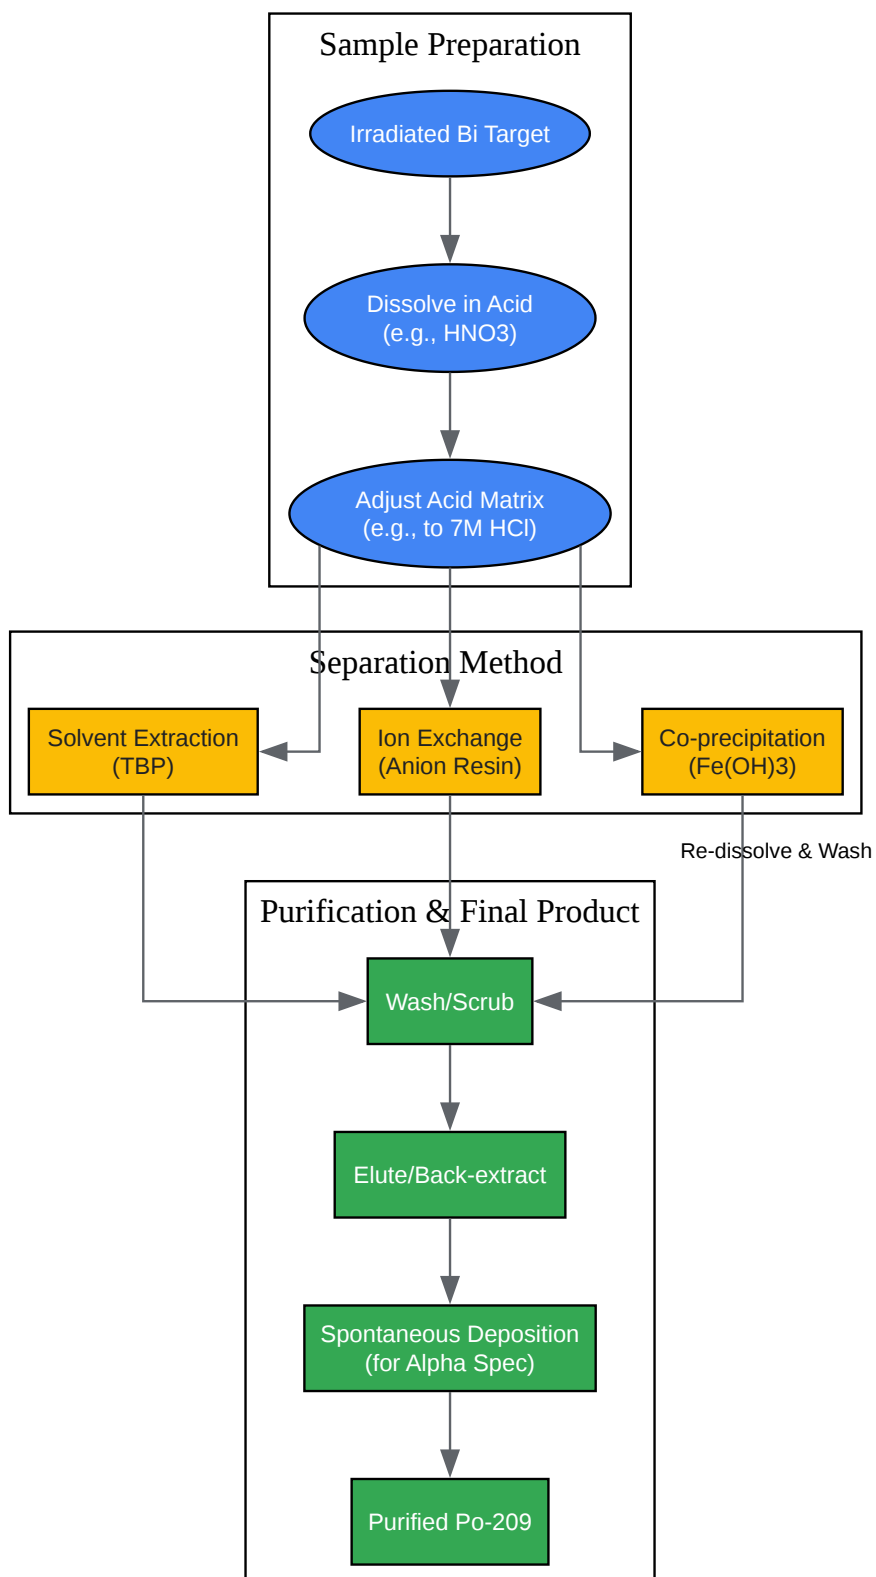 Sample Preparation
Irradiated Bi Target
Dissolve in Acid
(e.g., HNO3)
Adjust Acid Matrix
(e.g., to 7M HCl)
Separation Method
Solvent Extraction
(TBP)
Ion Exchange
(Anion Resin)
Co-precipitation
(Fe(OH)3)
Re-dissolve & Wash
Purification & Final Product
Wash/Scrub
Elute/Back-extract
Spontaneous Deposition
(for Alpha Spec)
Purified Po-209